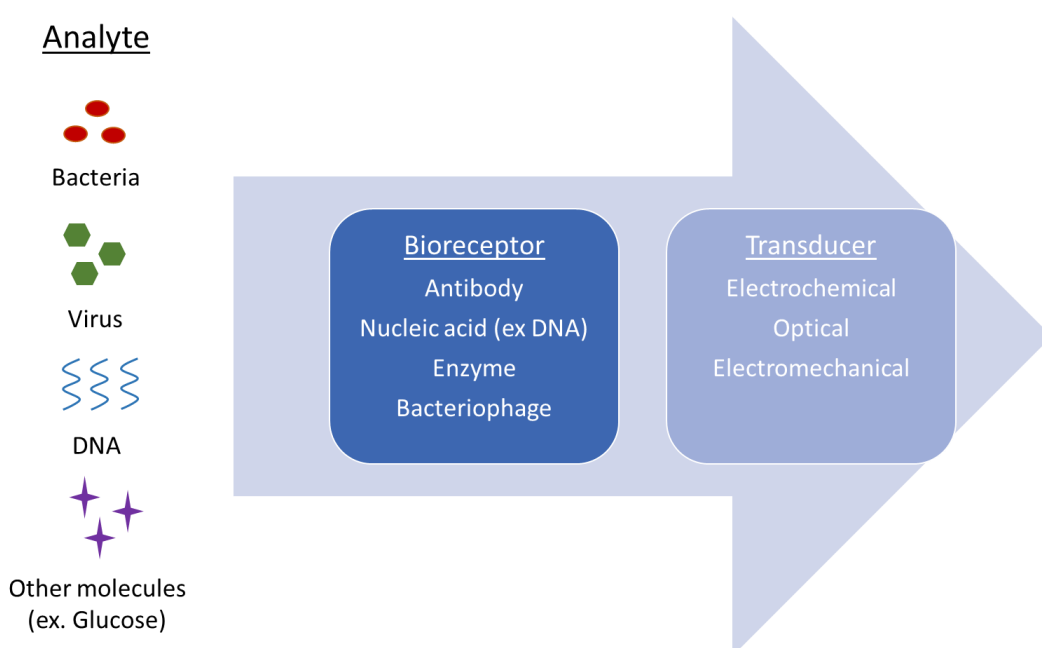 Analyte
Bacteria
Virus
DNA
Other molecules
(ex. Glucose)
Bioreceptor
Antibody
Nucleic acid (ex DNA)
Enzyme
Bacteriophage
Transducer
Electrochemical
Optical
Electromechanical